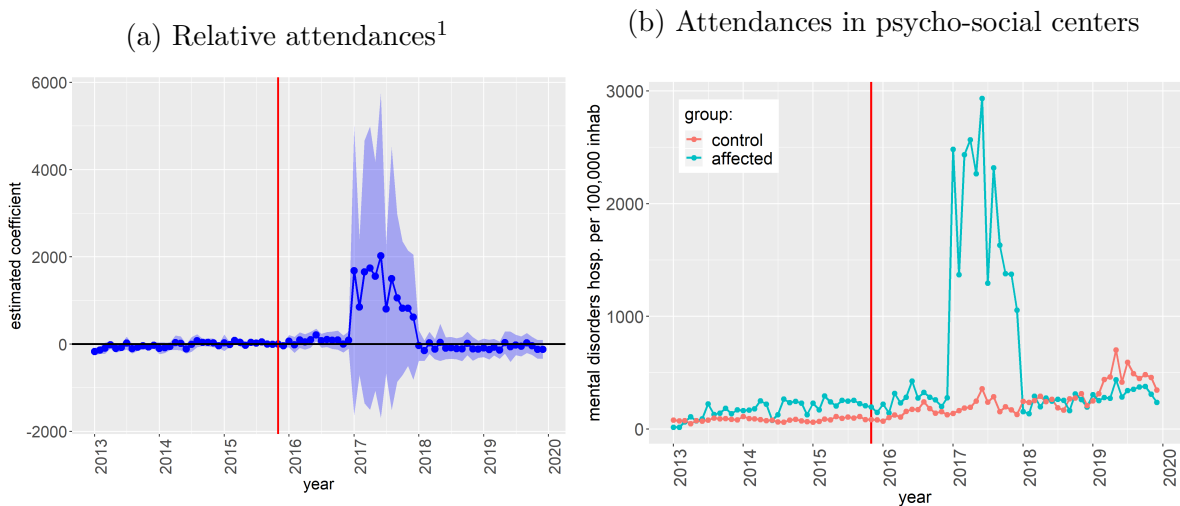 (a) Relative attendances1
6000
4000
2000
0
-2000
estimated coefficient
2013
2014
2015
2016
2017
2018
2019
2020
year
(b) Attendances in psycho-social centers
3000
2000
1000
0
mental disorders hosp. per 100,000 inhab
group:
control
affected
2013
2014
2015
2016
2017
2018
2019
2020
year